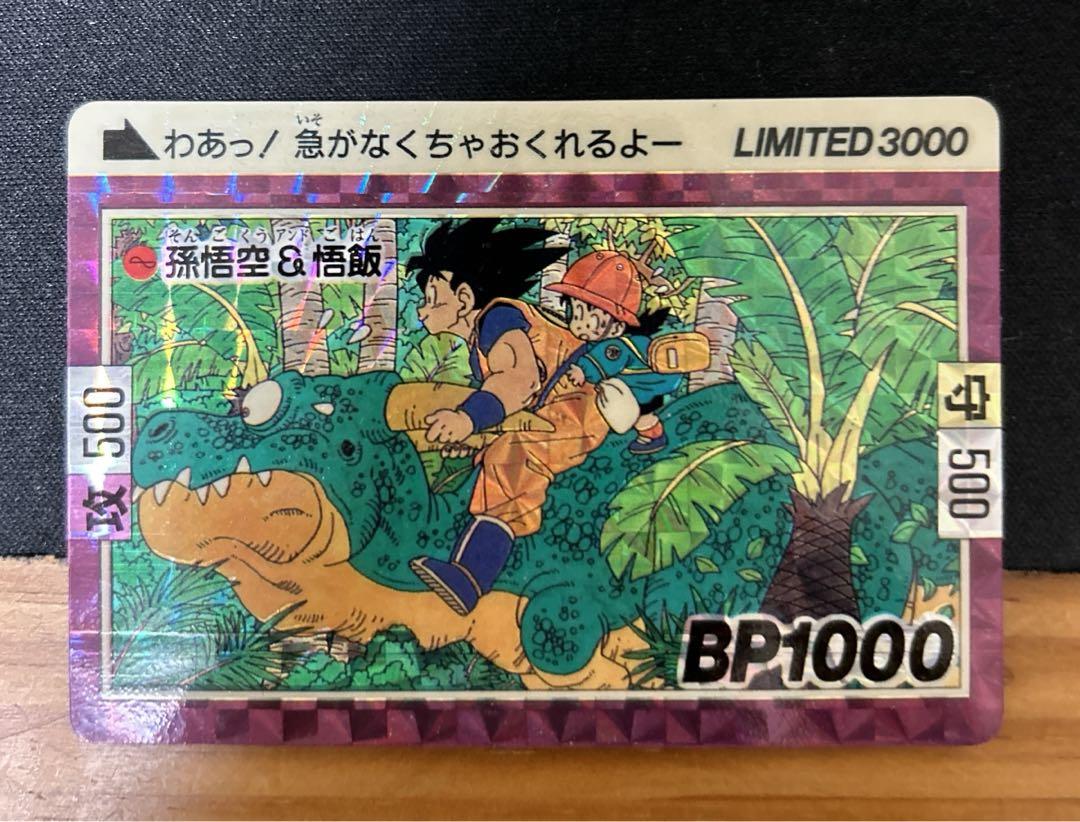 いそ
わあっ! 急がなくちゃおくれるよー LIMITED 3000
そん ご くう アンド ご はん
孫悟空&悟飯
攻 500
守 500
BP1000